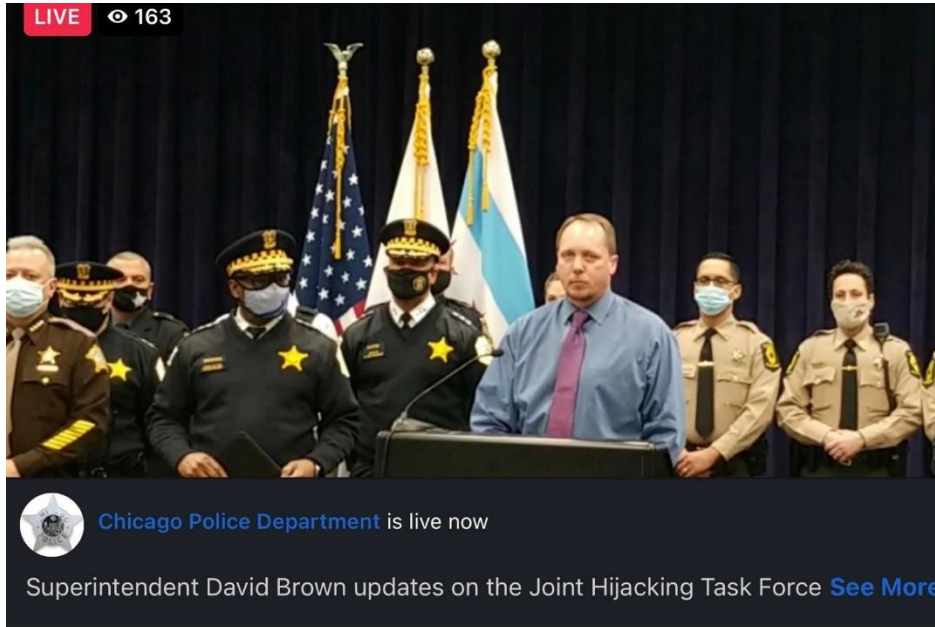 LIVE 163
Chicago Police Department is live now
Superintendent David Brown updates on the Joint Hijacking Task Force See More